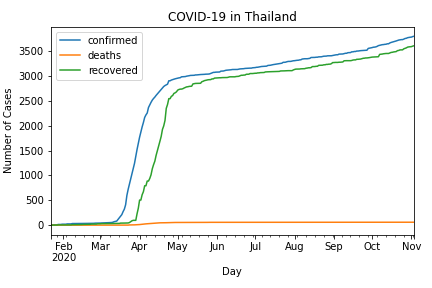 COVID-19 in Thailand
confirmed
deaths
recovered
Number of Cases
3500
3000
2500
2000
1500
1000
500
0
Feb Mar Apr May Jun Jul Aug Sep Oct Nov
2020
Day